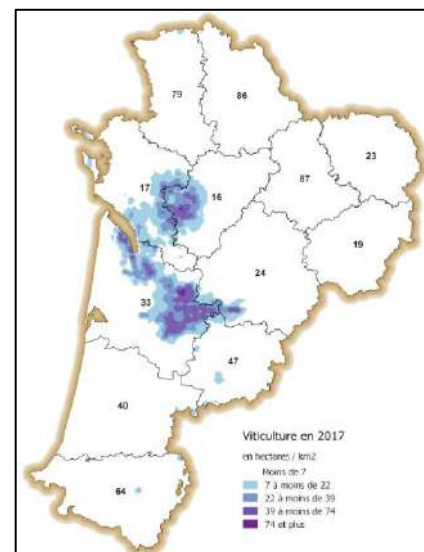 79
86
23
17
16
87
19
24
33
47
40
64
Viticulture en 2017
en hectares / km2
Moins de 7
7 à moins de 22
22 à moins de 39
39 à moins de 74
74 et plus